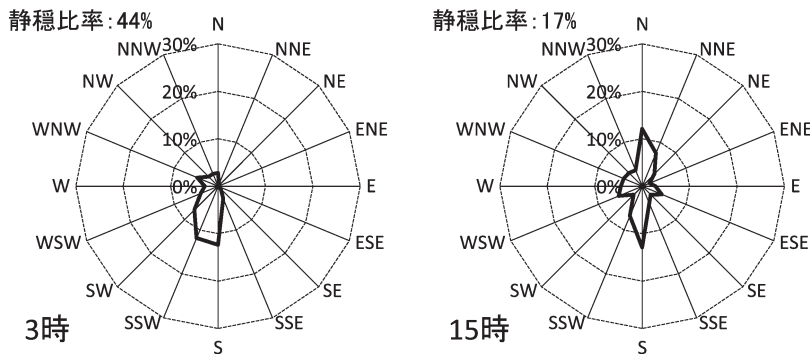 静穏比率:44%
N
30%
NNW
NNE
NW
NE
20%
WNW
ENE
10%
W
0%
E
WSW
ESE
SW
SE
SSW
SSE
S
3時
静穏比率:17%
N
30%
NNW
NNE
NW
NE
20%
WNW
ENE
10%
W
0%
E
WSW
ESE
SW
SE
SSW
SSE
S
15時